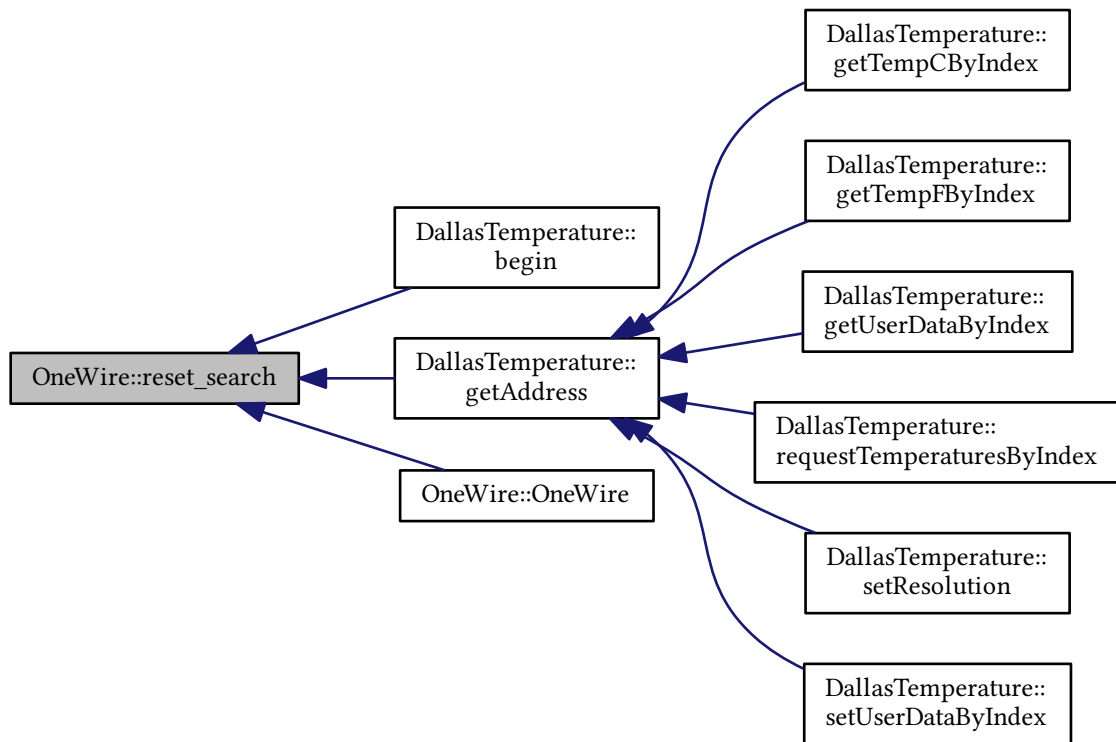 OneWire::reset_search
DallasTemperature::
begin
DallasTemperature::
getAddress
OneWire::OneWire
DallasTemperature::
getTempCByIndex
DallasTemperature::
getTempFByIndex
DallasTemperature::
getUserDataByIndex
DallasTemperature::
requestTemperaturesByIndex
DallasTemperature::
setResolution
DallasTemperature::
setUserDataByIndex